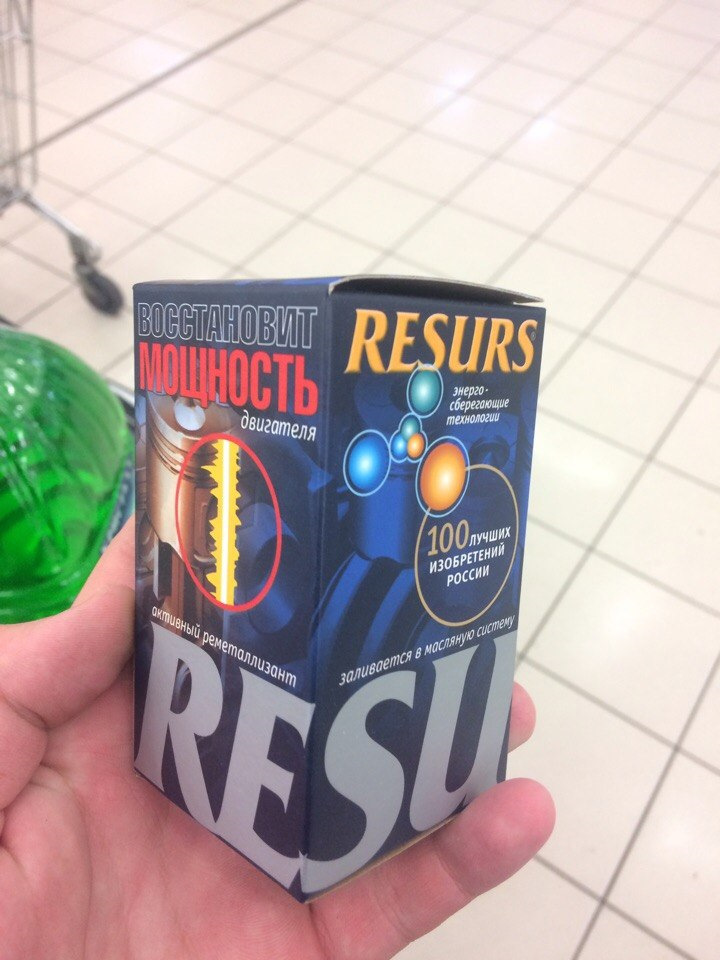 ВОССТАНОВИТ
МОЩНОСТЬ
двигателя
активный реметаллизант
RESURS®
энерго-
сберегающие
технологии
100 ЛУЧШИХ
ИЗОБРЕТЕНИЙ
РОССИИ
заливается в масляную систему
RESU